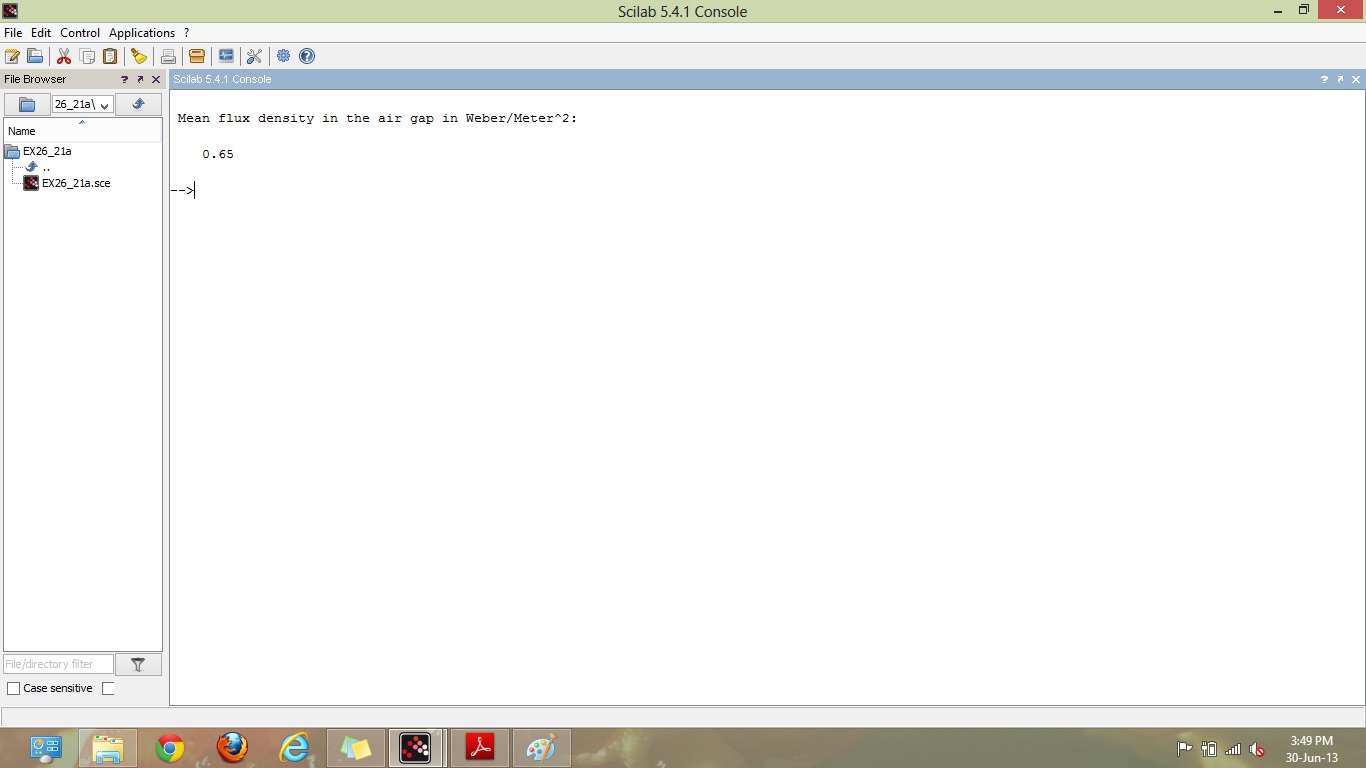 Scilab 5.4.1 Console
File Edit Control Applications ?
File Browser
Scilab 5.4.1 Console
26_21a\
Name
EX26_21a
..
EX26_21a.sce
Mean flux density in the air gap in Weber/Meter^2:
0.65
-->
File/directory filter
Case sensitive
3:49 PM
30-Jun-13